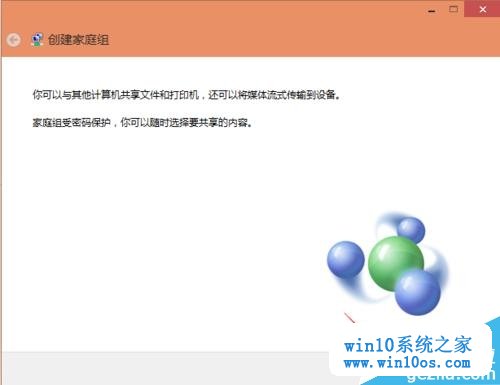 创建家庭组
你可以与其他计算机共享文件和打印机，还可以将媒体流式传输到设备。
家庭组受密码保护，你可以随时选择要共享的内容。
win10系统之家
www.win10os.com